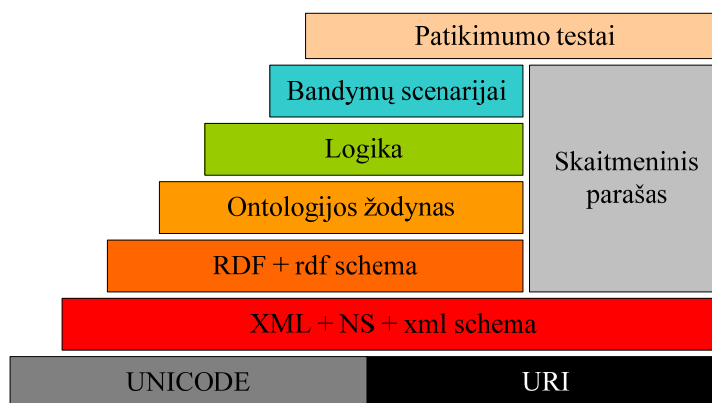 Patikimumo testai
Bandymų scenarijai
Logika
Skaitmeninis
parašas
Ontologijos žodynas
RDF + rdf schema
XML + NS + xml schema
UNICODE
URI